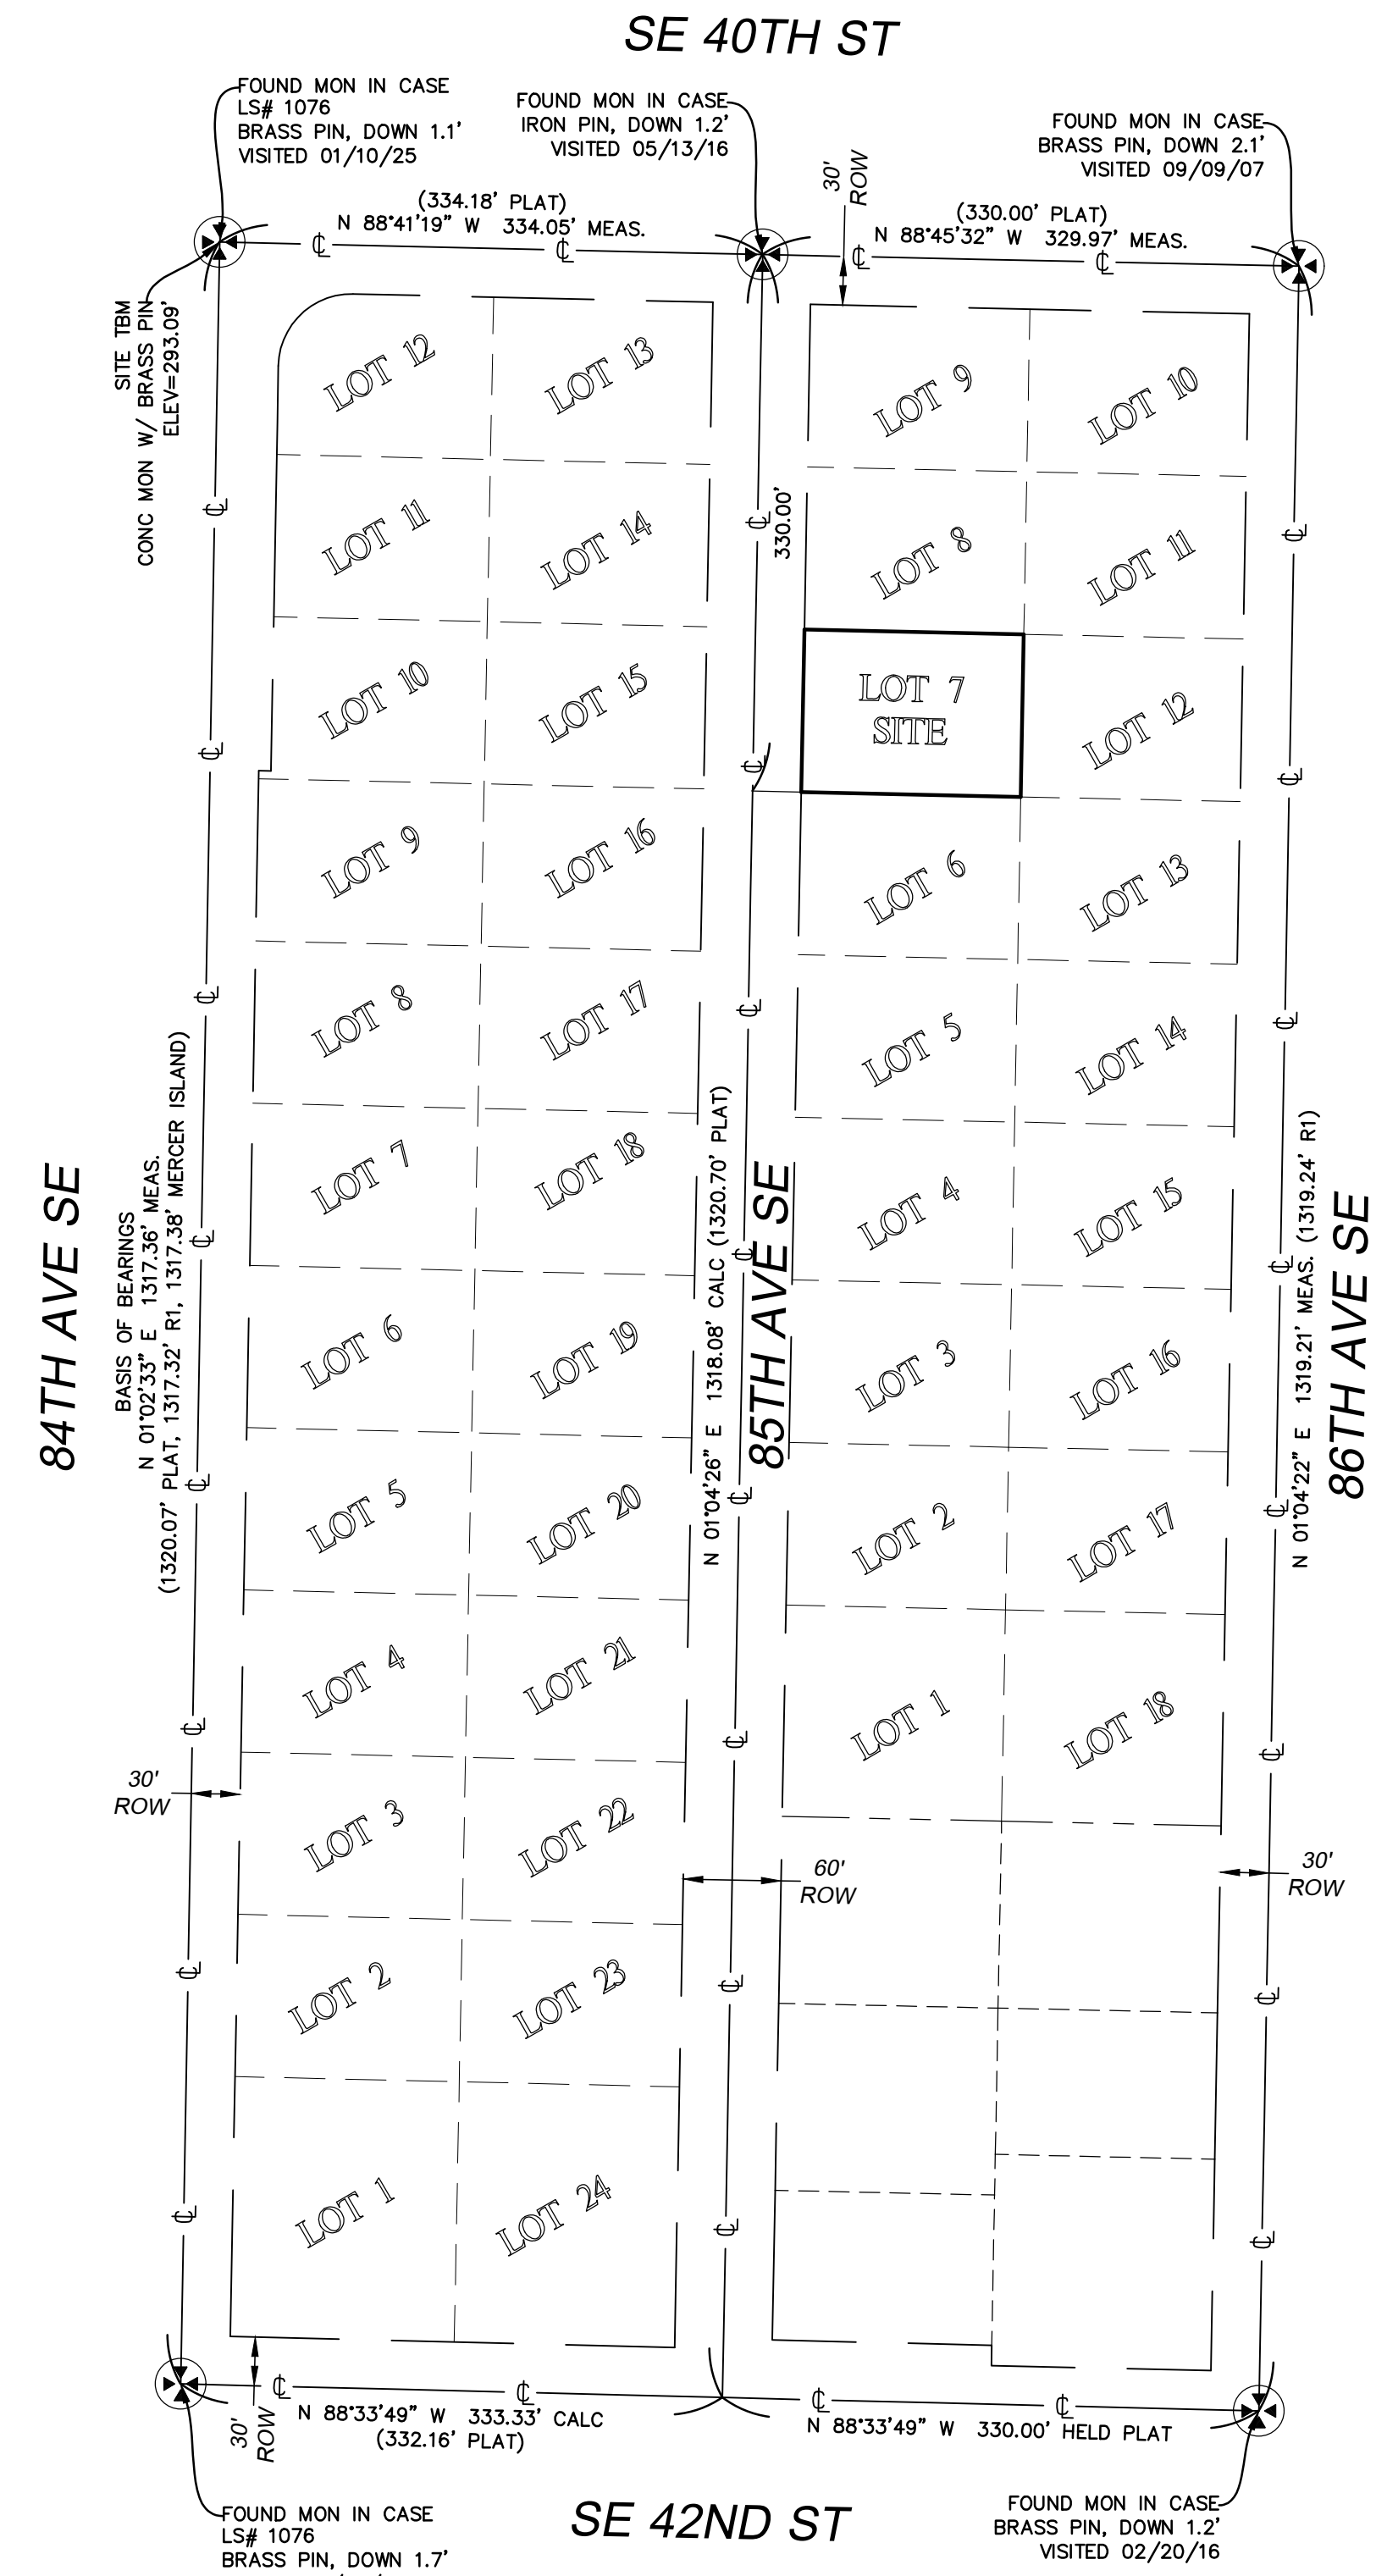 SE 40TH ST
FOUND MON IN CASE
LS# 1076
BRASS PIN, DOWN 1.1'
VISITED 01/10/25
FOUND MON IN CASE
IRON PIN, DOWN 1.2'
VISITED 05/13/16
FOUND MON IN CASE
BRASS PIN, DOWN 2.1'
VISITED 09/09/07
30'
ROW
(334.18' PLAT)
N 88°41'19" W 334.05' MEAS.
(330.00' PLAT)
N 88°45'32" W 329.97' MEAS.
SITE TBM
CONC MON W/ BRASS PIN
ELEV=293.09'
LOT 12
LOT 13
LOT 9
LOT 10
LOT 11
LOT 14
330.00'
LOT 8
LOT 11
LOT 10
LOT 15
LOT 7
SITE
LOT 12
LOT 9
LOT 16
LOT 6
LOT 13
LOT 8
LOT 17
LOT 5
LOT 14
LOT 7
LOT 18
LOT 4
LOT 15
84TH AVE SE
BASIS OF BEARINGS
N 01°02'33" E 1317.36' MEAS.
(1320.07' PLAT, 1317.32' R1, 1317.38' MERCER ISLAND)
N 01°04'26" E 1318.08' CALC (1320.70' PLAT)
85TH AVE SE
N 01°04'22" E 1319.21' MEAS. (1319.24' R1)
86TH AVE SE
LOT 6
LOT 19
LOT 3
LOT 16
LOT 5
LOT 20
LOT 2
LOT 17
LOT 4
LOT 21
LOT 1
LOT 18
30'
ROW
LOT 3
LOT 22
60'
ROW
30'
ROW
LOT 2
LOT 23
LOT 1
LOT 24
30'
ROW
N 88°33'49" W 333.33' CALC
(332.16' PLAT)
N 88°33'49" W 330.00' HELD PLAT
FOUND MON IN CASE
LS# 1076
BRASS PIN, DOWN 1.7'
SE 42ND ST
FOUND MON IN CASE
BRASS PIN, DOWN 1.2'
VISITED 02/20/16